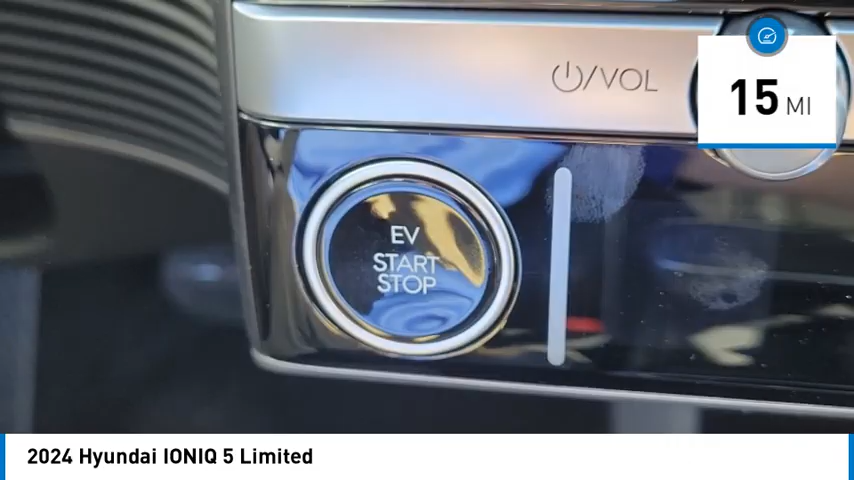 ⏻/VOL
15 MI
EV
START
STOP
2024 Hyundai IONIQ 5 Limited